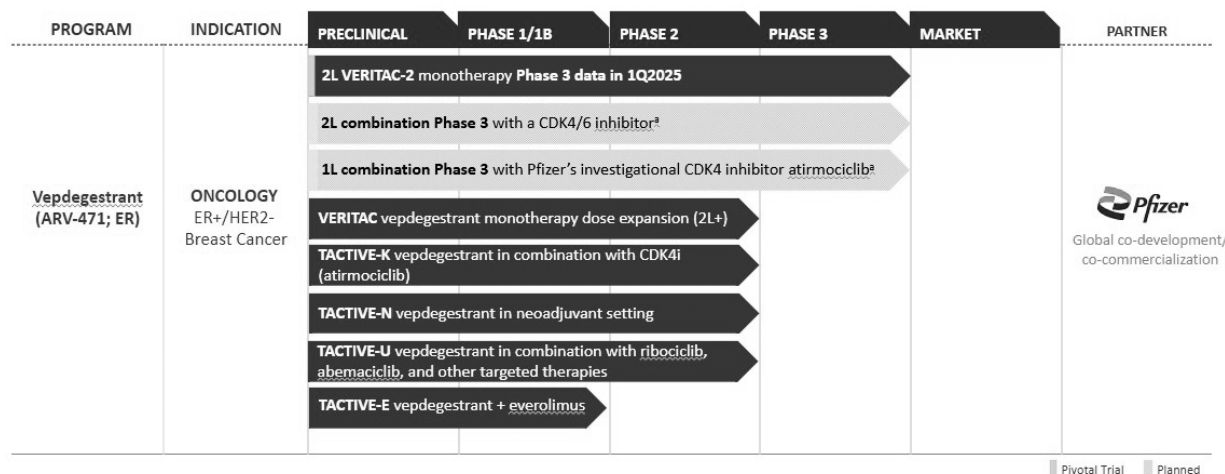 PROGRAM
INDICATION
PRECLINICAL
PHASE 1/1B
PHASE 2
PHASE 3
MARKET
PARTNER
2L VERITAC-2 monotherapy Phase 3 data in 1Q2025
2L combination Phase 3 with a CDK4/6 inhibitorª
1L combination Phase 3 with Pfizer's investigational CDK4 inhibitor atirmociclibª
Vepdegestrant
(ARV-471; ER)
ONCOLOGY
ER+/HER2-
Breast Cancer
VERITAC vepdegestrant monotherapy dose expansion (2L+)
TACTIVE-K vepdegestrant in combination with CDK4i
(atirmociclib)
TACTIVE-N vepdegestrant in neoadjuvant setting
TACTIVE-U vepdegestrant in combination with ribociclib,
abemaciclib, and other targeted therapies
TACTIVE-E vepdegestrant + everolimus
Pfizer
Global co-development/
co-commercialization
Pivotal Trial
Planned